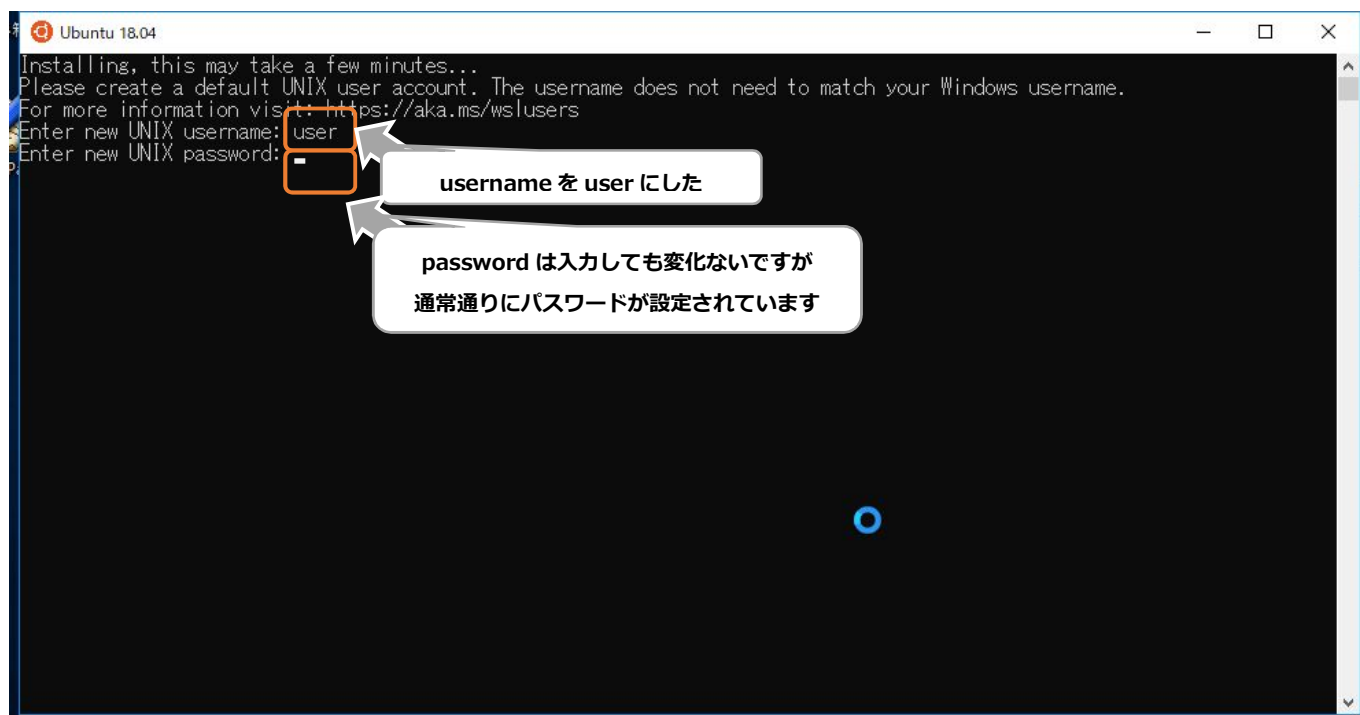 Ubuntu 18.04
Installing, this may take a few minutes...
Please create a default UNIX user account. The username does not need to match your Windows username.
For more information visit: https://aka.ms/wslusers
Enter new UNIX username: user
Enter new UNIX password:
username を user にした
password は入力しても変化ないですが
通常通りにパスワードが設定されています